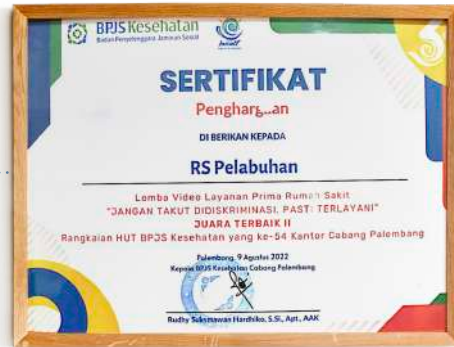 BPJS Kesehatan
Badan Penyelenggara Jaminan Sosial
SERTIFIKAT
Penghargaan
DI BERIKAN KEPADA
RS Pelabuhan
Lomba Video Layanan Prima Rumah Sakit
"JANGAN TAKUT DIDISKRIMINASI, PASTI TERLAYANI"
JUARA TERBAIK II
Rangkaian HUT BPJS Kesehatan yang ke-54 Kantor Cabang Palembang
Palembang, 9 Agustus 2022
Kepala BPJS Kesehatan Cabang Palembang
Rudhy Suksmawan Hardhiko, S.Si., Apt., AAK